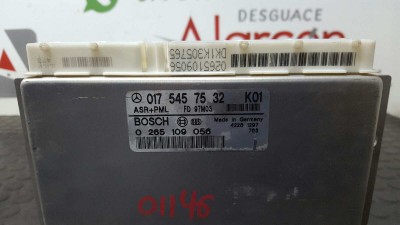 DESGUACE
Alarcon
0265109056
DK1K305765
017 545 75 32 K01
ASR+PML FD 97M03
BOSCH Made in Germany
0 265 109 056
01146